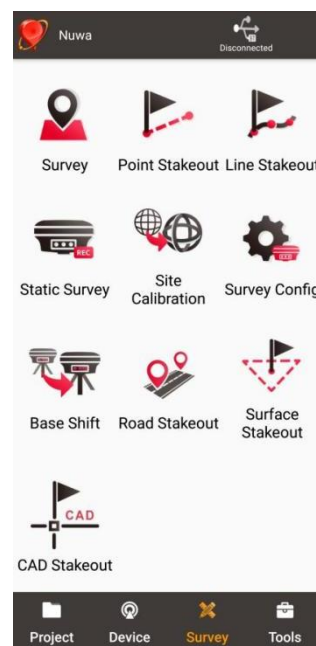 Nuwa
Disconnected
Survey
Point Stakeout
Line Stakeout
REC
Static Survey
Site
Calibration
Survey Config
Base Shift
Road Stakeout
Surface
Stakeout
CAD
CAD Stakeout
Project
Device
Survey
Tools